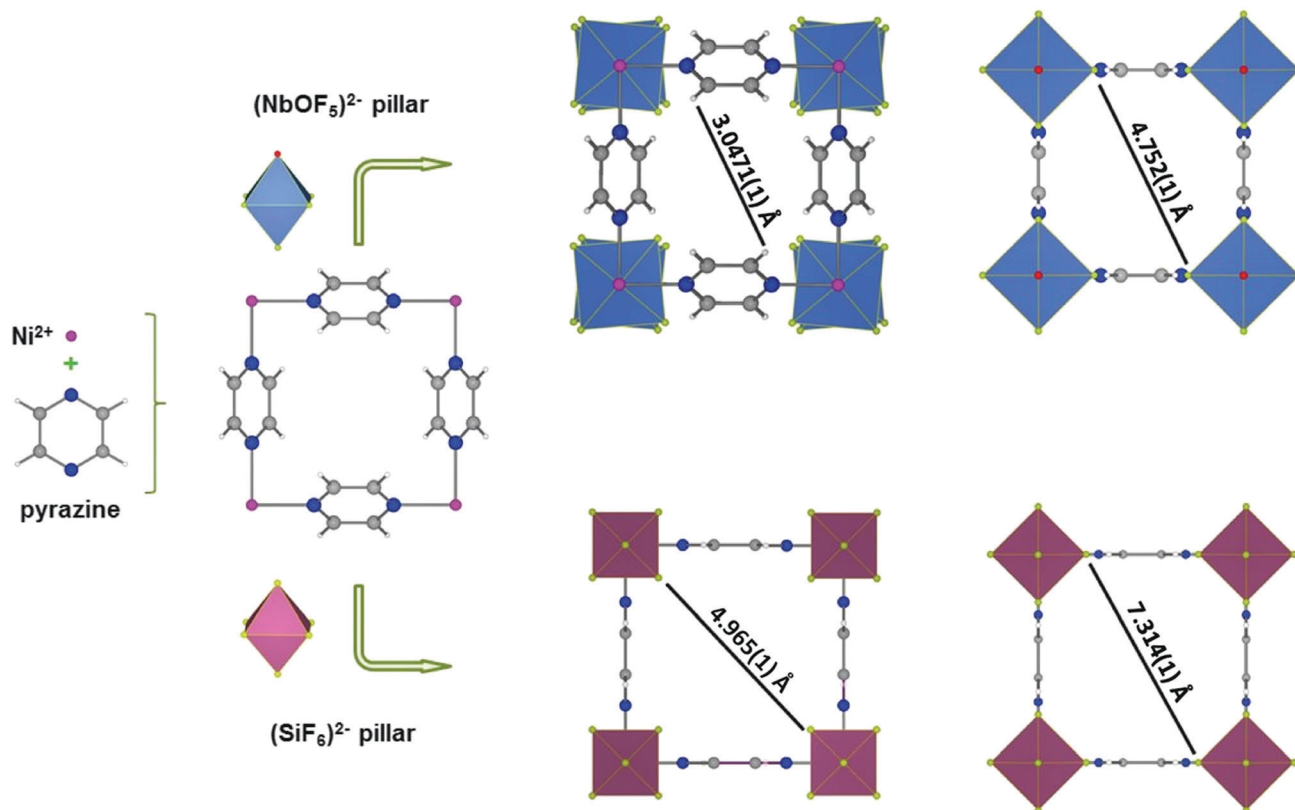 (NbOF₅)²⁻ pillar
Ni²⁺
+
pyrazine
(SiF₆)²⁻ pillar
3.0471(1) Å
4.752(1) Å
4.965(1) Å
7.314(1) Å